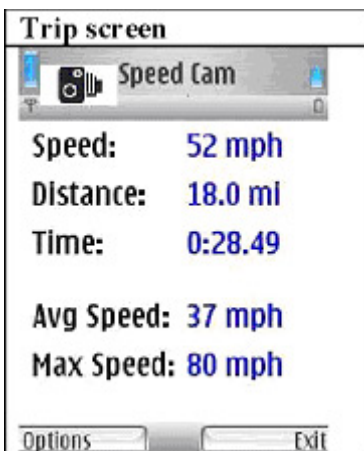 Trip screen
Speed Cam
Speed: 52 mph
Distance: 18.0 mi
Time: 0:28.49
Avg Speed: 37 mph
Max Speed: 80 mph
Options Exit